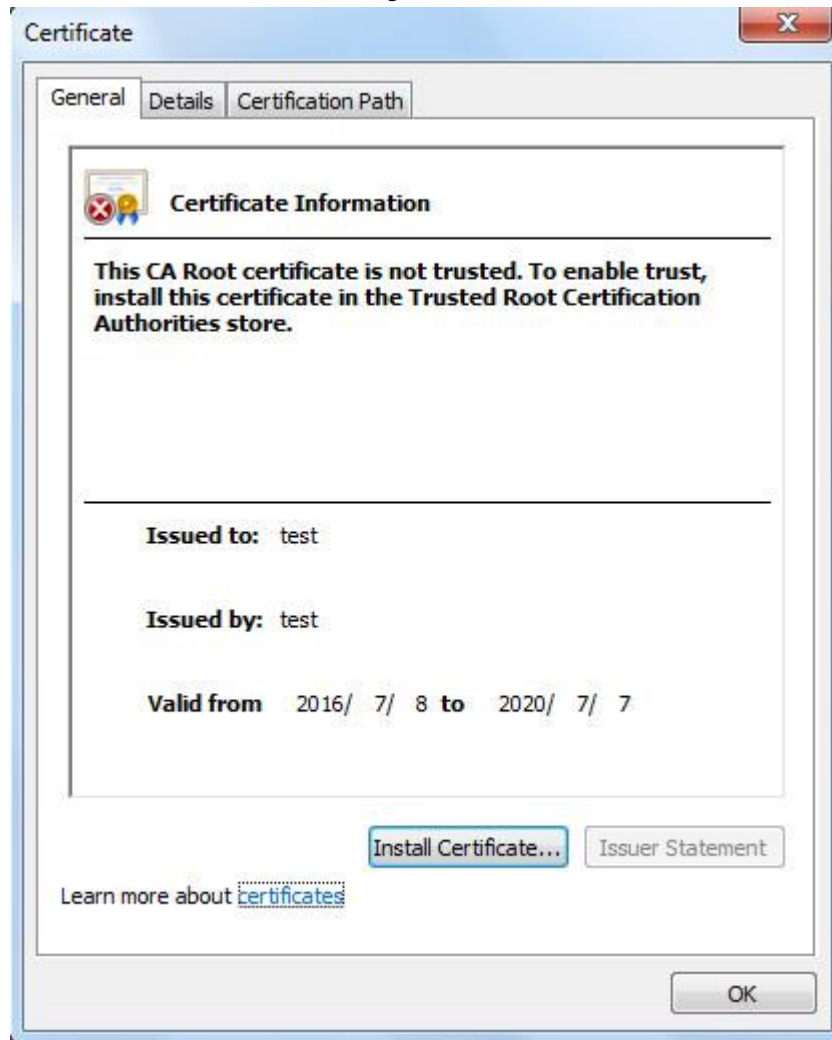 Certificate
General Details Certification Path
Certificate Information
This CA Root certificate is not trusted. To enable trust,
install this certificate in the Trusted Root Certification
Authorities store.
Issued to: test
Issued by: test
Valid from 2016/ 7/ 8 to 2020/ 7/ 7
Install Certificate... Issuer Statement
Learn more about certificates
OK